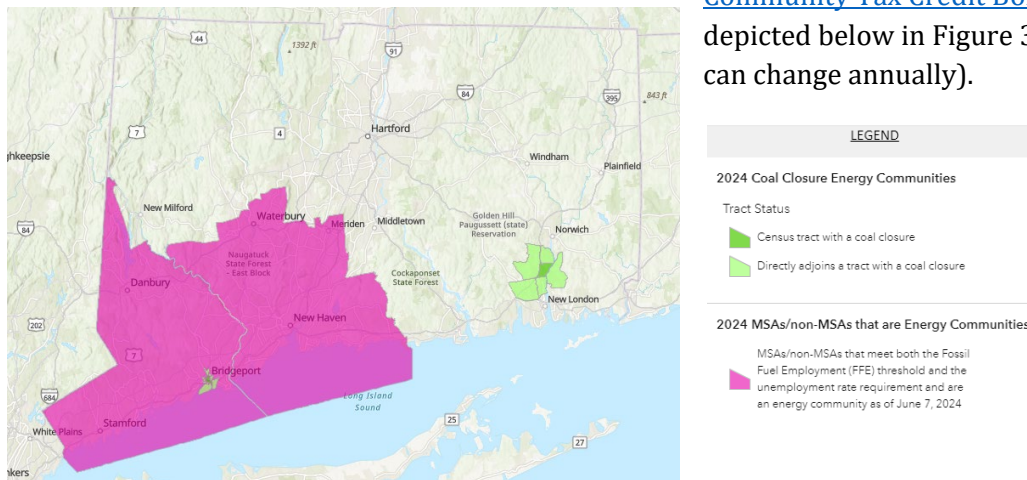 Community Tax Credit Bo
depicted below in Figure 3
can change annually).
LEGEND
2024 Coal Closure Energy Communities
Tract Status
Census tract with a coal closure
Directly adjoins a tract with a coal closure
2024 MSAs/non-MSAs that are Energy Communities
MSAs/non-MSAs that meet both the Fossil
Fuel Employment (FFE) threshold and the
unemployment rate requirement and are
an energy community as of June 7, 2024
44
1392 ft
91
84
395
843 ft
7
4
Hartford
ghkeepsie
Windham
Plainfield
New Milford
Waterbury
Meriden
Middletown
Golden Hill
Paugussett (state)
Reservation
Norwich
84
Naugatuck
State Forest
- East Block
Cockaponset
State Forest
Danbury
New London
202
New Haven
7
Bridgeport
684
Long Island
Sound
Stamford
White Plains
25
27
nkers